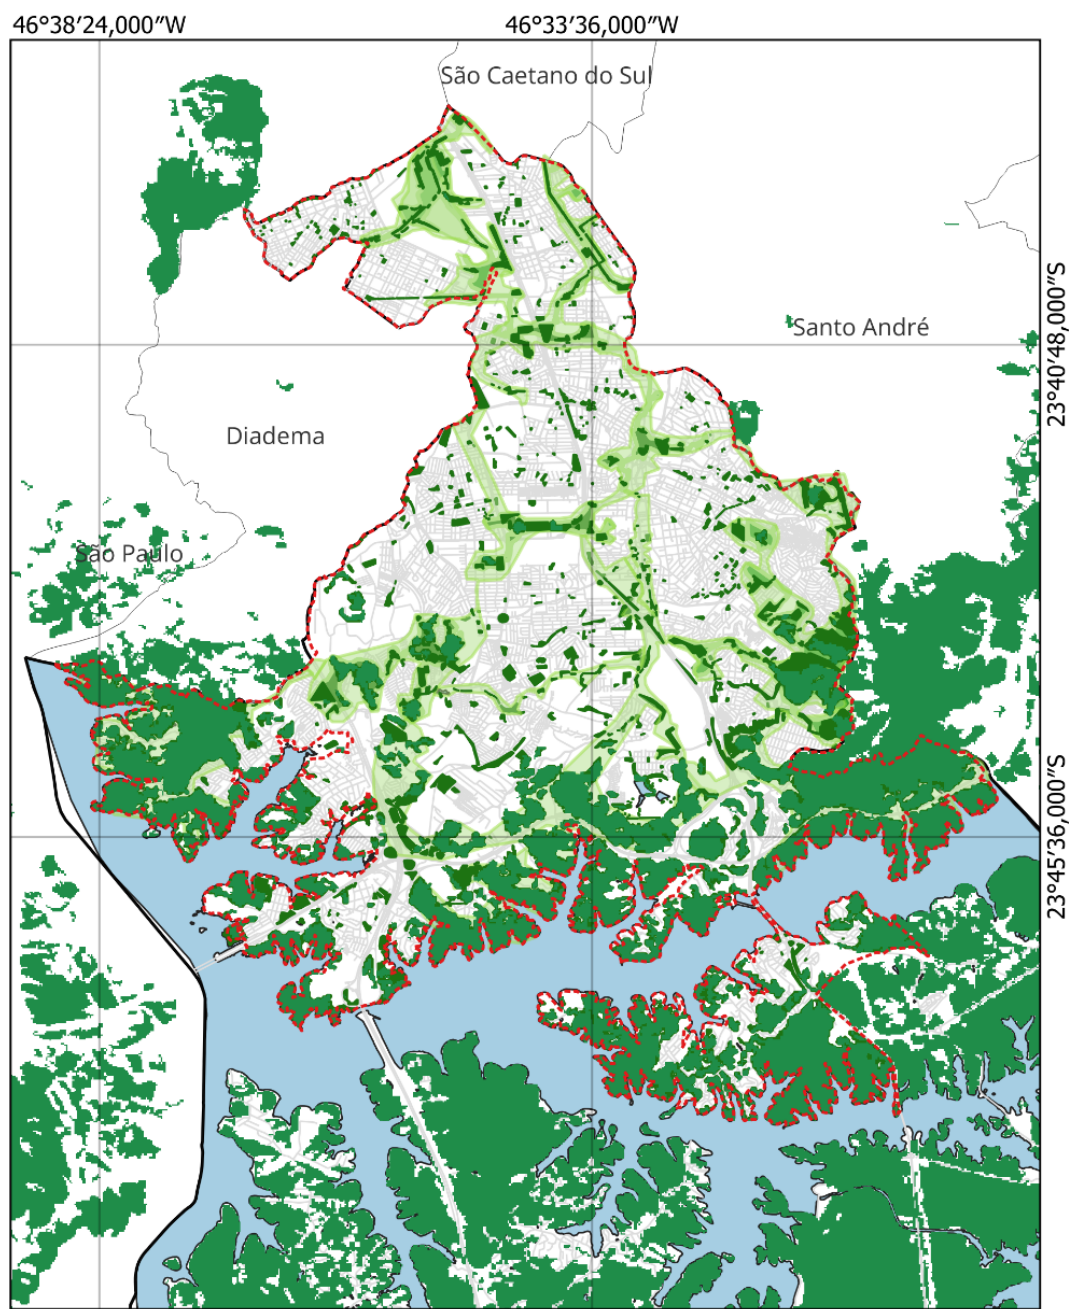 46°38′24,000″W
46°33′36,000″W
São Caetano do Sul
23°40′48,000″S
Santo André
Diadema
São Paulo
23°45′36,000″S